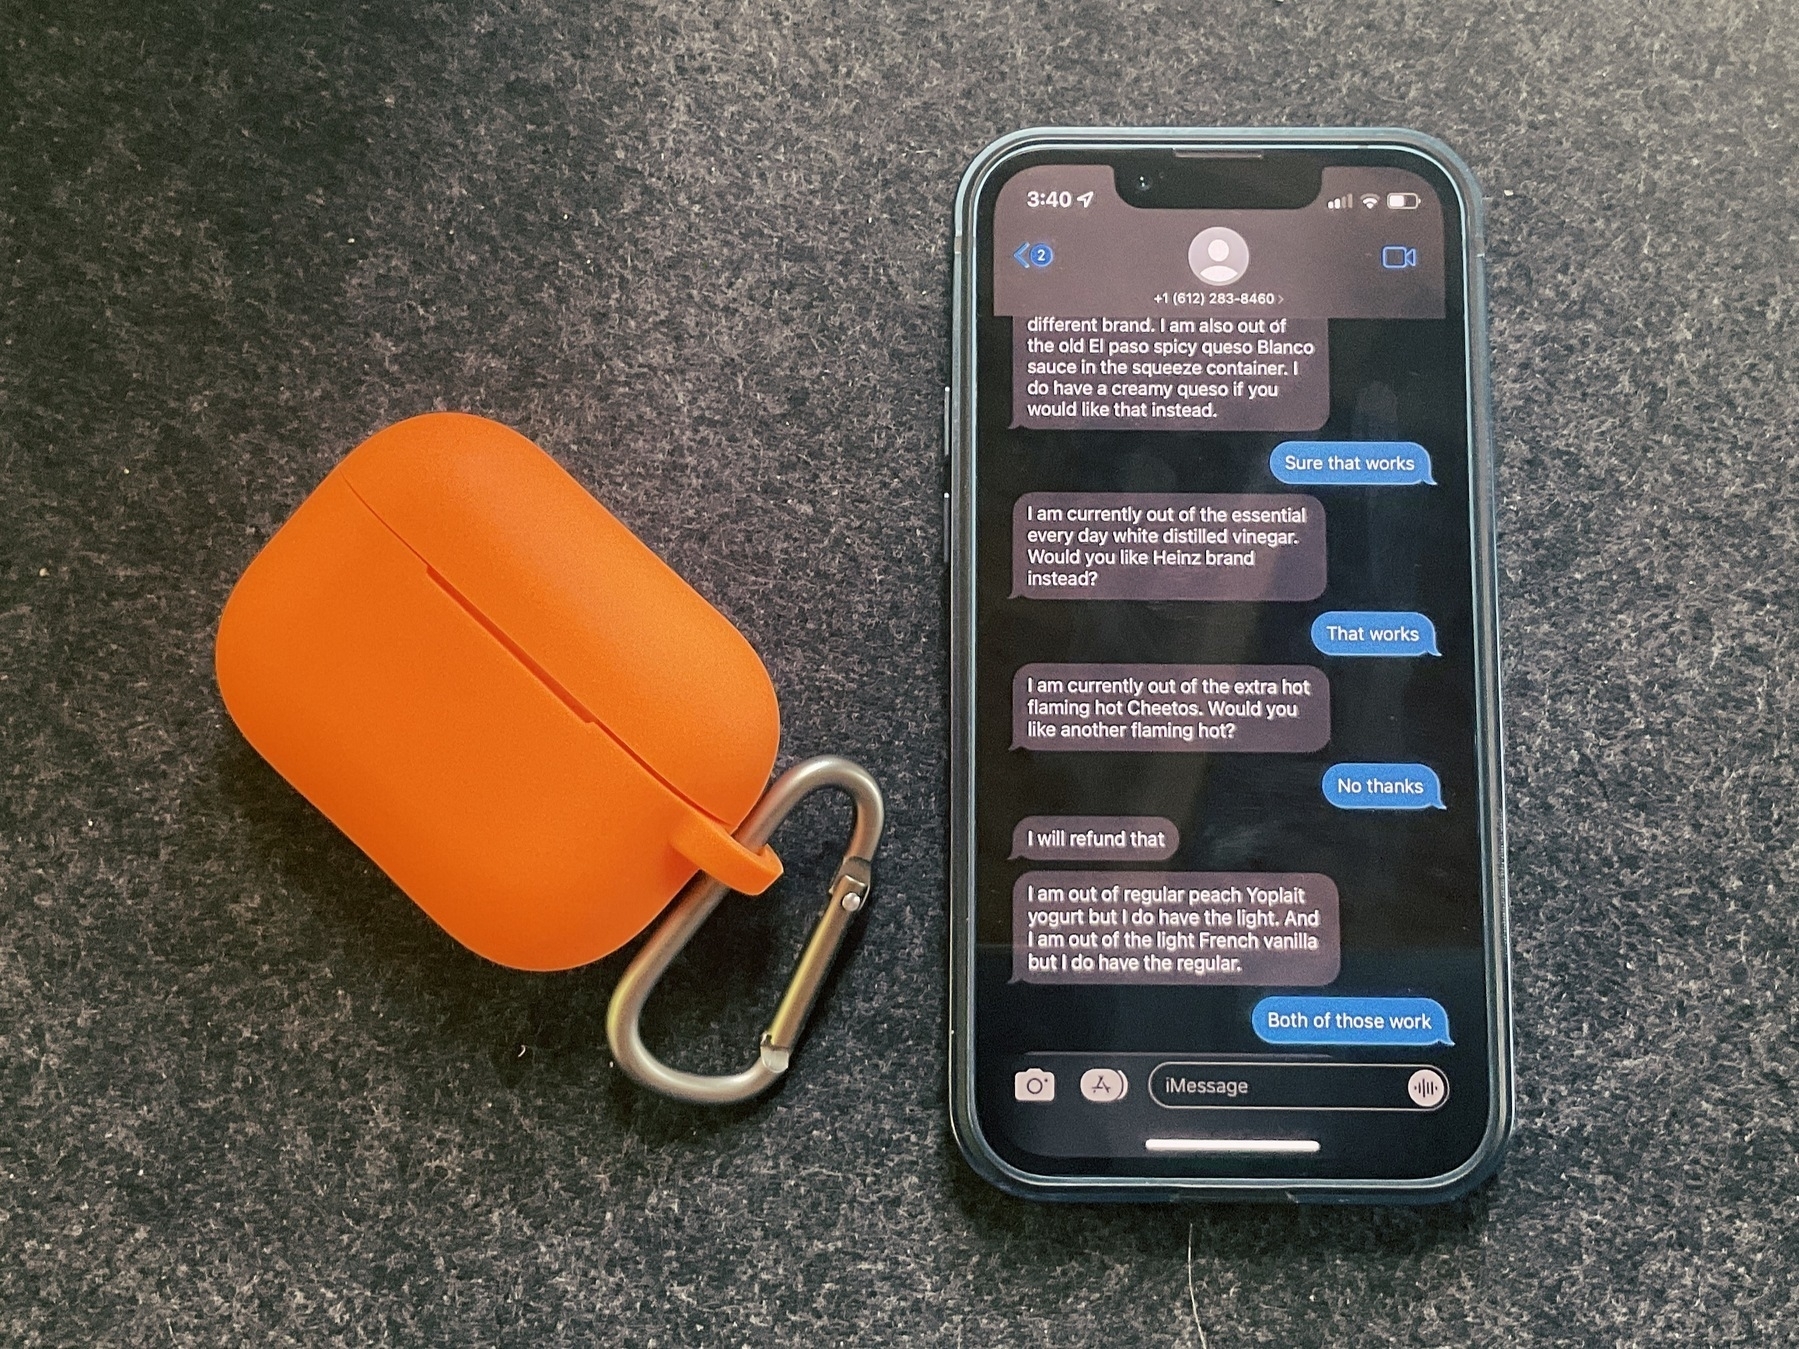 3:40
2
+1 (612) 283-8460 >
different brand. I am also out of
the old El paso spicy queso Blanco
sauce in the squeeze container. I
do have a creamy queso if you
would like that instead.
Sure that works
I am currently out of the essential
every day white distilled vinegar.
Would you like Heinz brand
instead?
That works
I am currently out of the extra hot
flaming hot Cheetos. Would you
like another flaming hot?
No thanks
I will refund that
I am out of regular peach Yoplait
yogurt but I do have the light. And
I am out of the light French vanilla
but I do have the regular.
Both of those work
iMessage